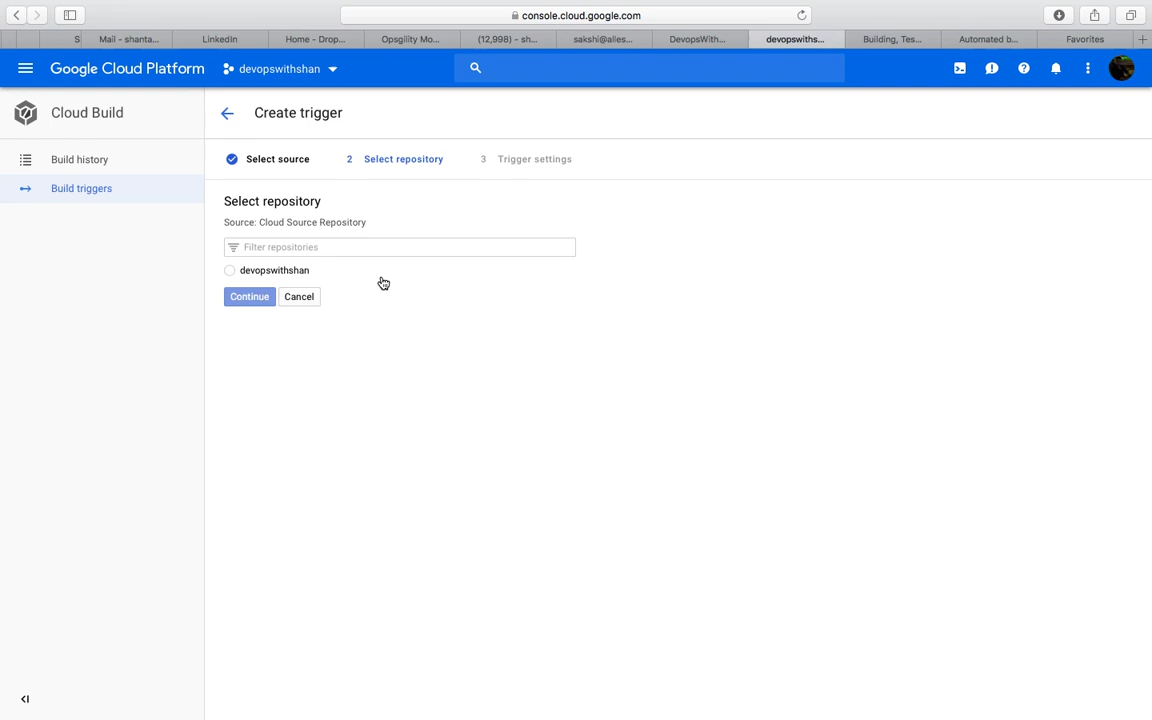 console.cloud.google.com
S
Mail – shanta...
LinkedIn
Home – Drop...
Opsgility Mo...
(12,998) – sh...
sakshi@alles...
DevopsWith...
devopswiths...
Building, Tes...
Automated b...
Favorites
Google Cloud Platform
devopswithshan
Cloud Build
Create trigger
Build history
Build triggers
Select source
2 Select repository
3 Trigger settings
Select repository
Source: Cloud Source Repository
Filter repositories
devopswithshan
Continue
Cancel